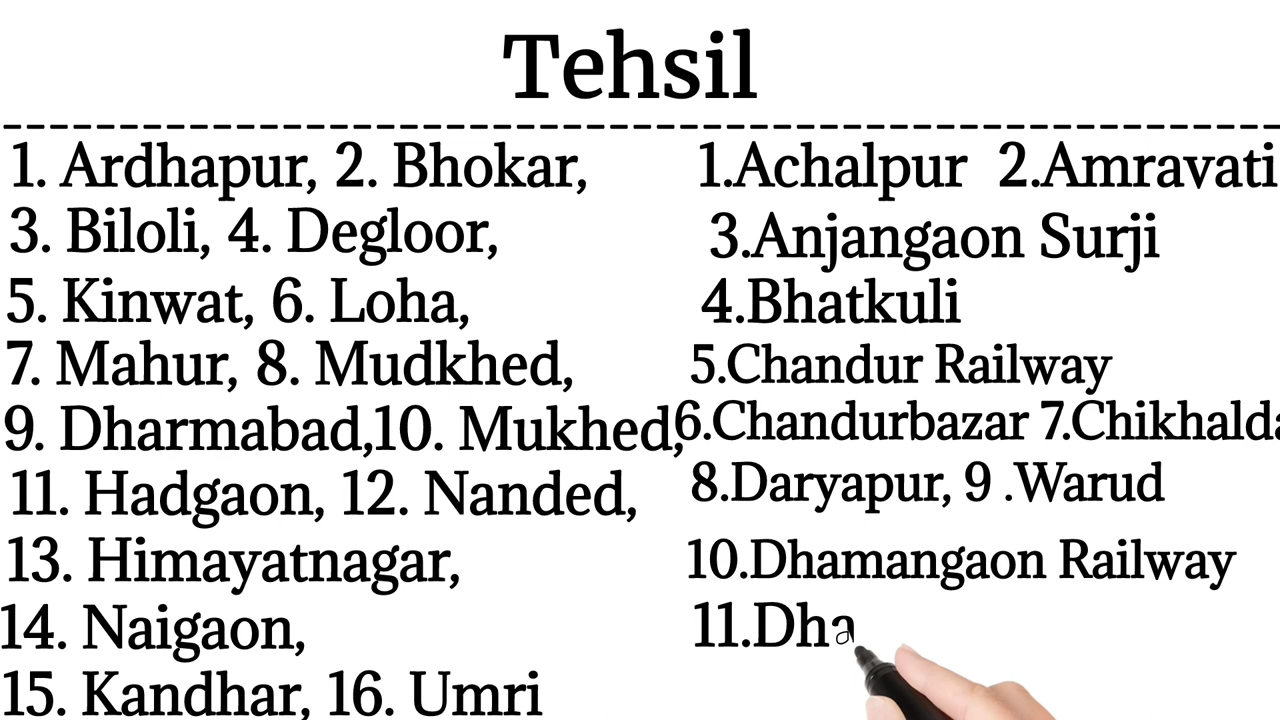 Tehsil
1. Ardhapur, 2. Bhokar,
3. Biloli, 4. Degloor,
5. Kinwat, 6. Loha,
7. Mahur, 8. Mudkhed,
9. Dharmabad,10. Mukhed,
11. Hadgaon, 12. Nanded,
13. Himayatnagar,
14. Naigaon,
15. Kandhar, 16. Umri
1.Achalpur 2.Amravati
3.Anjangaon Surji
4.Bhatkuli
5.Chandur Railway
6.Chandurbazar 7.Chikhalda
8.Daryapur, 9 .Warud
10.Dhamangaon Railway
11.Dha